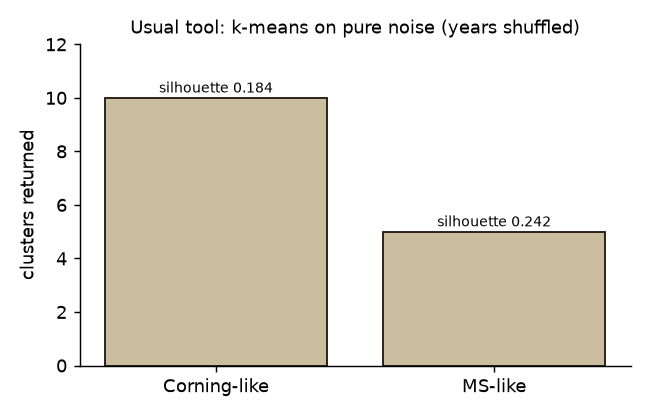 Usual tool: k-means on pure noise (years shuffled)
clusters returned
12
10
8
6
4
2
0
silhouette 0.184
silhouette 0.242
Corning-like
MS-like